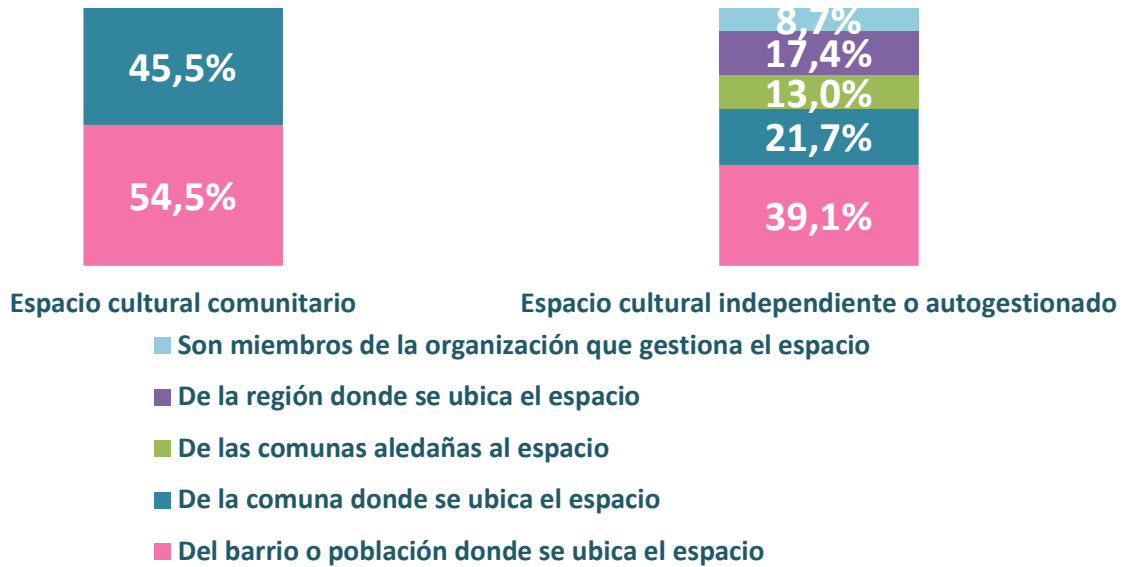 45,5%
54,5%
8,7%
17,4%
13,0%
21,7%
39,1%
Espacio cultural comunitario
Espacio cultural independiente o autogestionado
Son miembros de la organización que gestiona el espacio
De la región donde se ubica el espacio
De las comunas aledañas al espacio
De la comuna donde se ubica el espacio
Del barrio o población donde se ubica el espacio